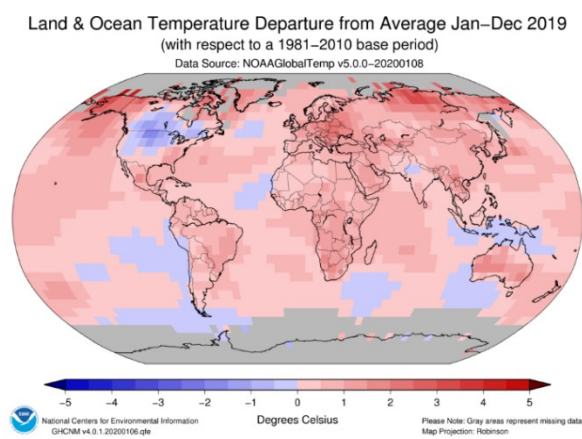 Land & Ocean Temperature Departure from Average Jan–Dec 2019
(with respect to a 1981–2010 base period)
Data Source: NOAAGlobalTemp v5.0.0–20200108
-5 -4 -3 -2 -1 0 1 2 3 4 5
Degrees Celsius
National Centers for Environmental Information
GHCNM v4.0.1.20200106.qfe
Please Note: Gray areas represent missing data
Map Projection: Robinson